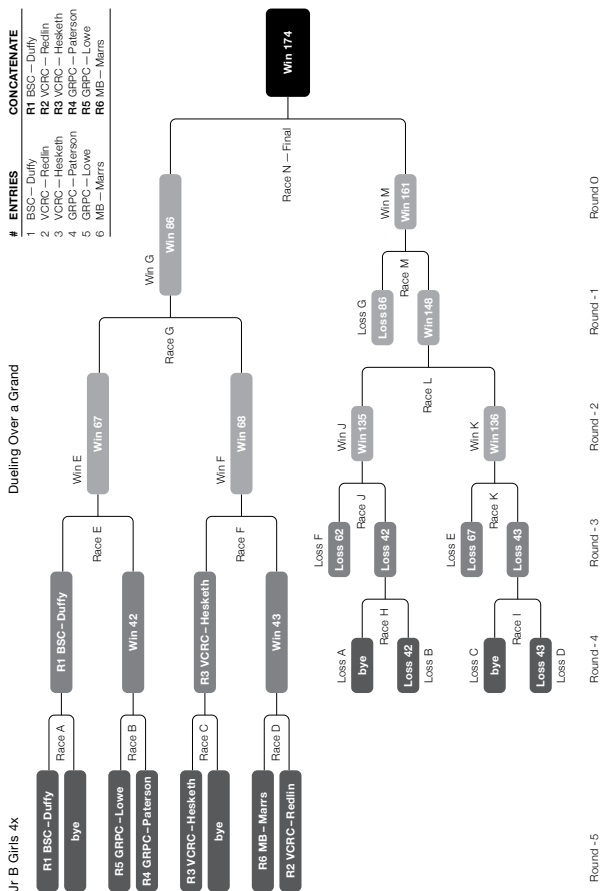 Jr B Girls 4x
Dueling Over a Grand
# ENTRIES CONCATENATE
1 BSC – Duffy R1 BSC – Duffy
2 VCRC – Redlin R2 VCRC – Redlin
3 VCRC – Hesketh R3 VCRC – Hesketh
4 GRPC – Paterson R4 GRPC – Paterson
5 GRPC – Lowe R5 GRPC – Lowe
6 MB – Marrs R6 MB – Marrs
R1 BSC – Duffy
Race A
bye
R5 GRPC – Lowe
Race B
R4 GRPC – Paterson
R3 VCRC – Hesketh
Race C
bye
R6 MB – Marrs
Race D
R2 VCRC – Redlin
R1 BSC – Duffy
Race E
Win 42
R3 VCRC – Hesketh
Race F
Win 43
Win E
Win 67
Race G
Win F
Win 68
Win G
Win 86
Race N – Final
Win 174
Loss A
bye
Race H
Loss 42
Loss B
Loss C
bye
Race I
Loss 43
Loss D
Loss F
Loss 62
Race J
Loss 42
Loss E
Loss 67
Race K
Loss 43
Win J
Win 135
Race L
Win K
Win 136
Loss G
Loss 86
Race M
Win 148
Win M
Win 161
Round -5
Round - 4
Round - 3
Round - 2
Round -1
Round O